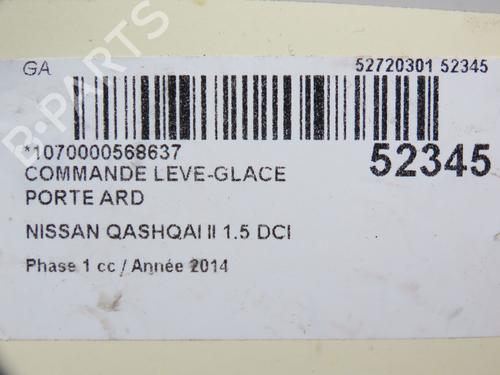 GA
52720301 52345
*1070000568637
52345
COMMANDE LEVE-GLACE
PORTE ARD
NISSAN QASHQAI II 1.5 DCI
Phase 1 cc / Année 2014
B-PARTS